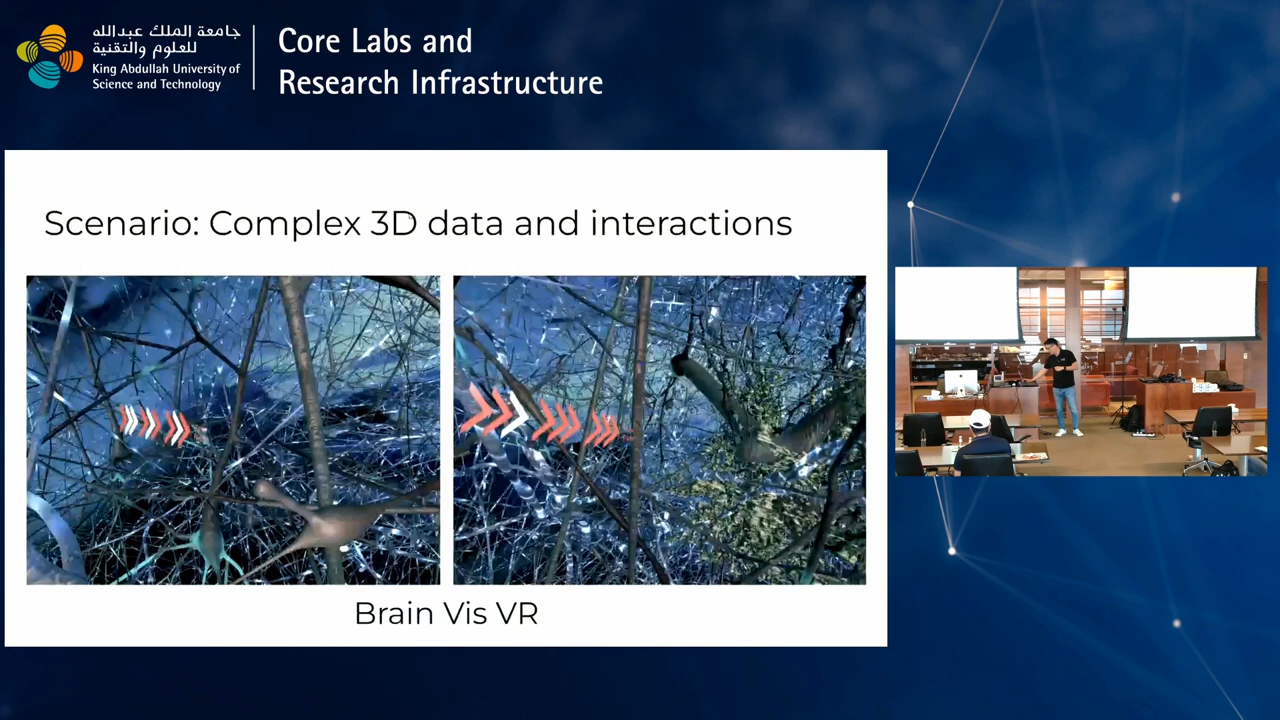 جامعة الملك عبدالله
للعلوم والتقنية
King Abdullah University of
Science and Technology
Core Labs and
Research Infrastructure
Scenario: Complex 3D data and interactions
Brain Vis VR